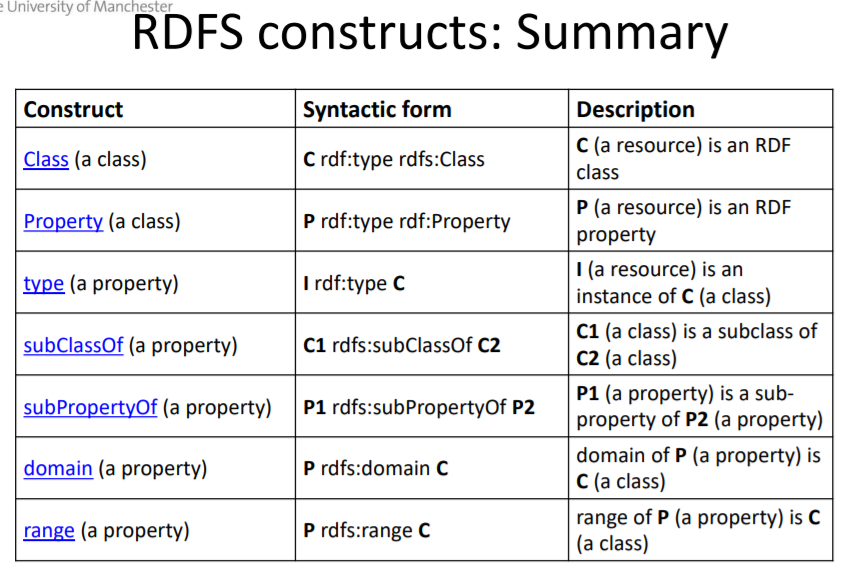 e University of Manchester
RDFS constructs: Summary
Construct Syntactic form Description
Class (a class) C rdf:type rdfs:Class C (a resource) is an RDF
class
Property (a class) P rdf:type rdf:Property P (a resource) is an RDF
property
type (a property) I rdf:type C I (a resource) is an
instance of C (a class)
subClassOf (a property) C1 rdfs:subClassOf C2 C1 (a class) is a subclass of
C2 (a class)
subPropertyOf (a property) P1 rdfs:subPropertyOf P2 P1 (a property) is a sub-
property of P2 (a property)
domain (a property) P rdfs:domain C domain of P (a property) is
C (a class)
range (a property) P rdfs:range C range of P (a property) is C
(a class)